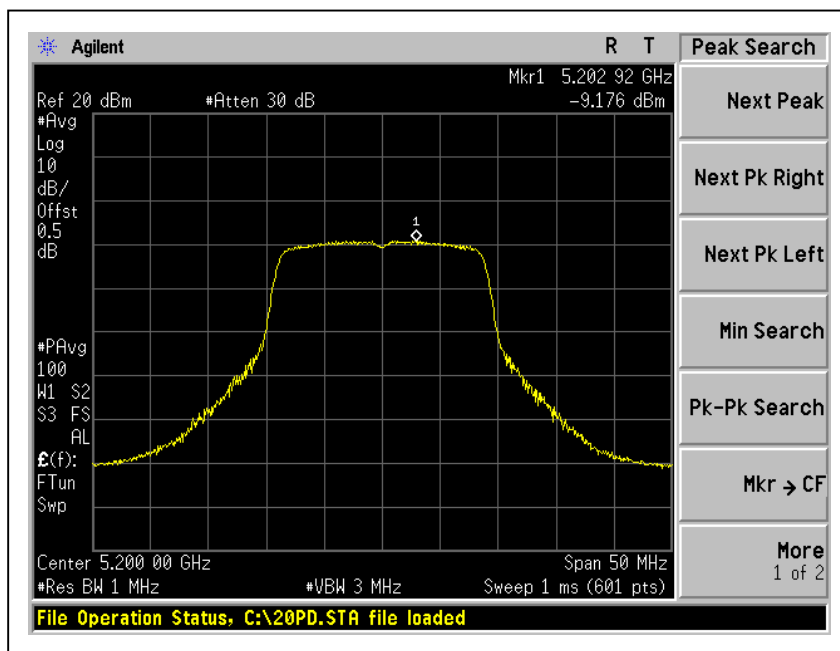 Agilent R T
Peak Search
Mkr1 5.202 92 GHz
Ref 20 dBm #Atten 30 dB -9.176 dBm
#Avg
Log
10
dB/
Offst
0.5
dB
1
#PAvg
100
W1 S2
S3 FS
AL
£(f):
FTun
Swp
Center 5.200 00 GHz Span 50 MHz
#Res BW 1 MHz #VBW 3 MHz Sweep 1 ms (601 pts)
File Operation Status, C:\20PD.STA file loaded
Next Peak
Next Pk Right
Next Pk Left
Min Search
Pk-Pk Search
Mkr → CF
More
1 of 2